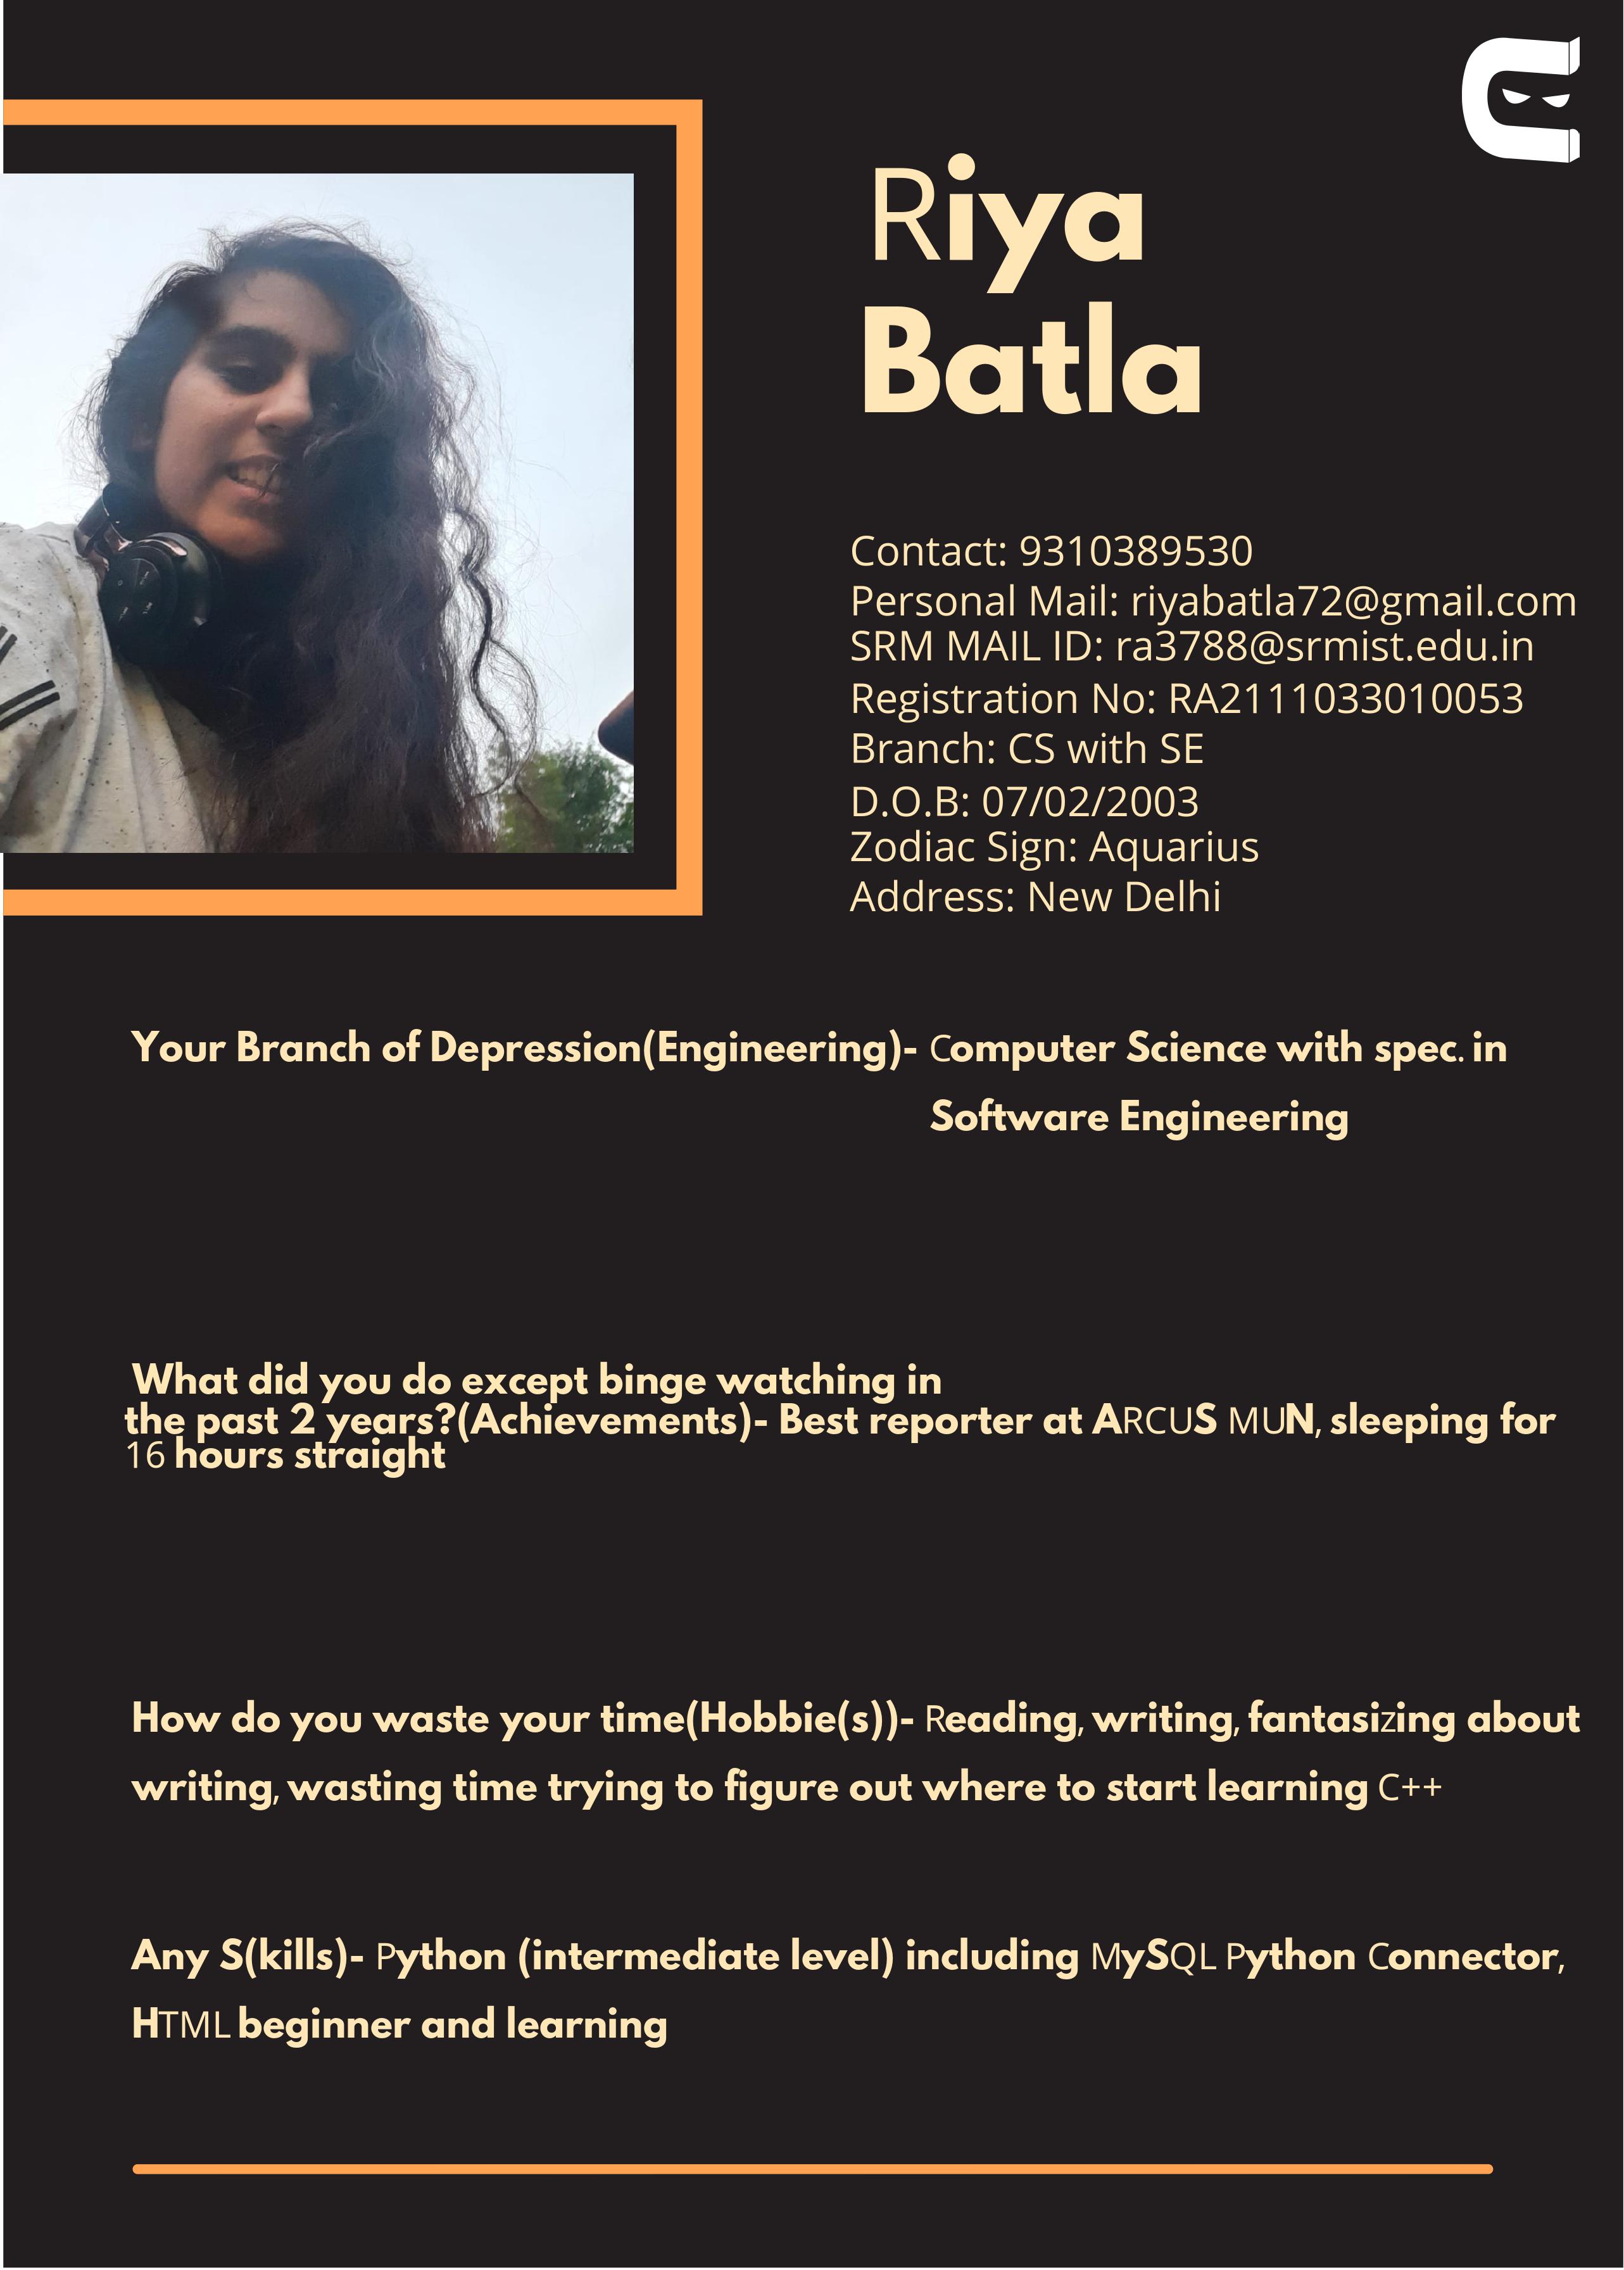 Riya
Batla
Contact: 9310389530
Personal Mail: riyabatla72@gmail.com
SRM MAIL ID: ra3788@srmist.edu.in
Registration No: RA2111033010053
Branch: CS with SE
D.O.B: 07/02/2003
Zodiac Sign: Aquarius
Address: New Delhi
Your Branch of Depression(Engineering)- Computer Science with spec. in
Software Engineering
What did you do except binge watching in
the past 2 years?(Achievements)- Best reporter at ARCUS MUN, sleeping for
16 hours straight
How do you waste your time(Hobbie(s))- Reading, writing, fantasizing about
writing, wasting time trying to figure out where to start learning C++
Any S(kills)- Python (intermediate level) including MySQL Python Connector,
HTML beginner and learning